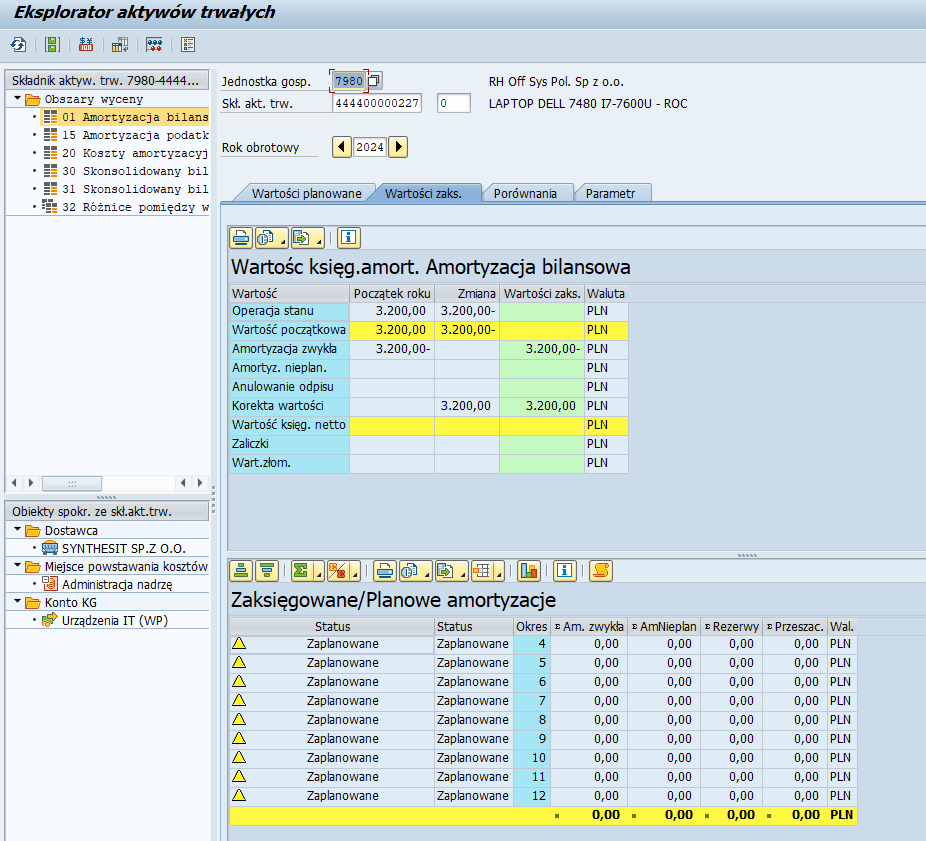 Eksplorator aktywów trwałych
Składnik aktyw. trw. 7980-4444...
Obszary wyceny
01 Amortyzacja bilans
15 Amortyzacja podatk
20 Koszty amortyzacyj
30 Skonsolidowany bil
31 Skonsolidowany bil
32 Różnice pomiędzy w
Obiekty spokr. ze skł.akt.trw.
Dostawca
SYNTHESIT SP.Z O.O.
Miejsce powstawania kosztów
Administracja nadrzę
Konto KG
Urządzenia IT (WP)
Jednostka gosp. 7980 RH Off Sys Pol. Sp z o.o.
Skł. akt. trw. 444400000227 0 LAPTOP DELL 7480 I7-7600U - ROC
Rok obrotowy 2024
Wartości planowane Wartości zaks. Porównania Parametr
Wartośc księg.amort. Amortyzacja bilansowa
Wartość Początek roku Zmiana Wartości zaks. Waluta
Operacja stanu 3.200,00 3.200,00- PLN
Wartość początkowa 3.200,00 3.200,00- PLN
Amortyzacja zwykła 3.200,00- 3.200,00- PLN
Amortyz. nieplan. PLN
Anulowanie odpisu PLN
Korekta wartości 3.200,00 3.200,00 PLN
Wartość księg. netto PLN
Zaliczki PLN
Wart.złom. PLN
Zaksięgowane/Planowe amortyzacje
Status Status Okres Σ Am. zwykła Σ AmNieplan Σ Rezerwy Σ Przeszac. Wal.
Zaplanowane Zaplanowane 4 0,00 0,00 0,00 0,00 PLN
Zaplanowane Zaplanowane 5 0,00 0,00 0,00 0,00 PLN
Zaplanowane Zaplanowane 6 0,00 0,00 0,00 0,00 PLN
Zaplanowane Zaplanowane 7 0,00 0,00 0,00 0,00 PLN
Zaplanowane Zaplanowane 8 0,00 0,00 0,00 0,00 PLN
Zaplanowane Zaplanowane 9 0,00 0,00 0,00 0,00 PLN
Zaplanowane Zaplanowane 10 0,00 0,00 0,00 0,00 PLN
Zaplanowane Zaplanowane 11 0,00 0,00 0,00 0,00 PLN
Zaplanowane Zaplanowane 12 0,00 0,00 0,00 0,00 PLN
0,00 0,00 0,00 0,00 PLN